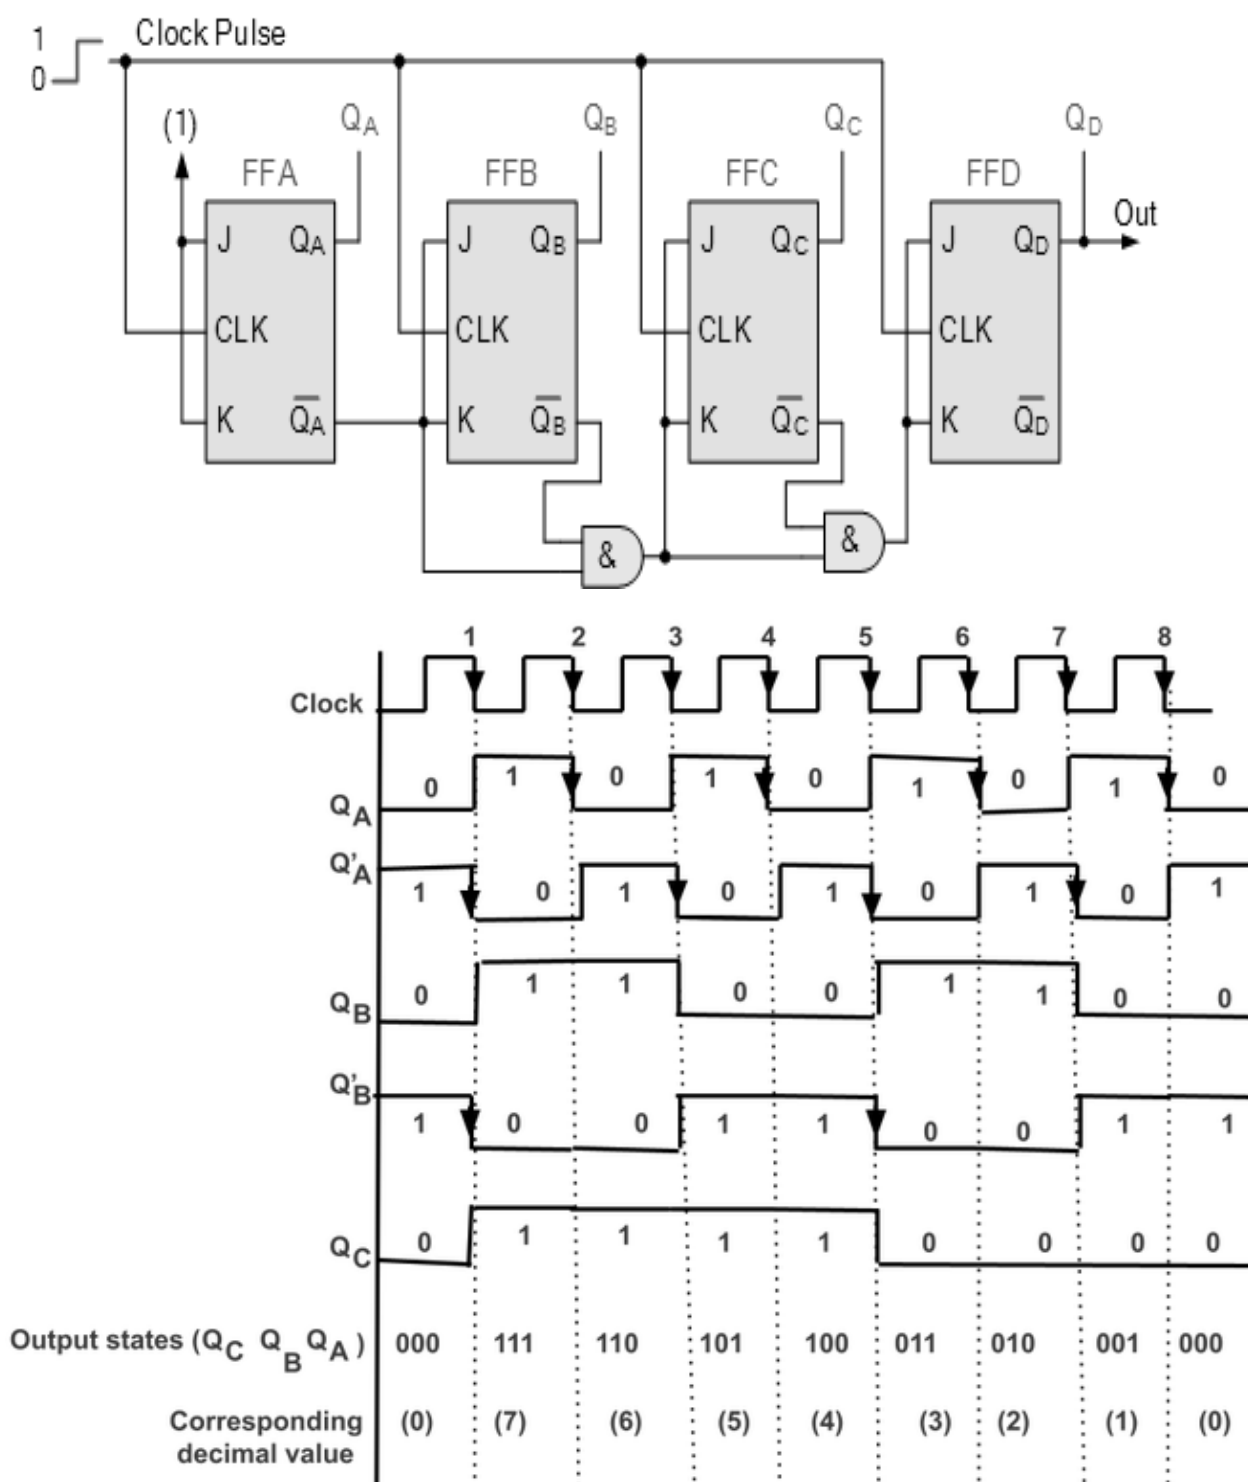 1 Clock Pulse
0
(1) QA QB QC QD
FFA FFB FFC FFD
Out
J QA J QB J QC J QD
CLK CLK CLK CLK
K Q̅A K Q̅B K Q̅C K Q̅D
& &
1 2 3 4 5 6 7 8
Clock
QA 0 1 0 1 0 1 0 1 0
Q'A 1 0 1 0 1 0 1 0 1
QB 0 1 1 0 0 1 1 0 0
Q'B 1 0 0 1 1 0 0 1 1
QC 0 1 1 1 1 0 0 0 0
Output states (QC QB QA) 000 111 110 101 100 011 010 001 000
Corresponding (0) (7) (6) (5) (4) (3) (2) (1) (0)
decimal value